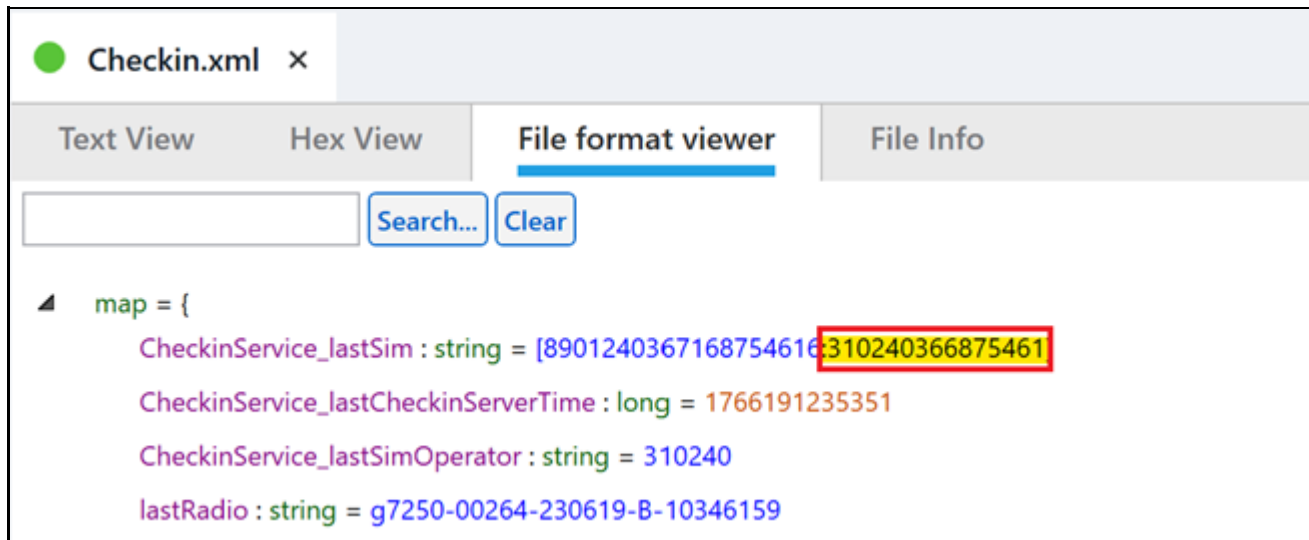 Checkin.xml ×
Text View Hex View File format viewer File Info
Search... Clear
map = {
CheckinService_lastSim : string = [8901240367168754616:310240366875461]
CheckinService_lastCheckinServerTime : long = 1766191235351
CheckinService_lastSimOperator : string = 310240
lastRadio : string = g7250-00264-230619-B-10346159